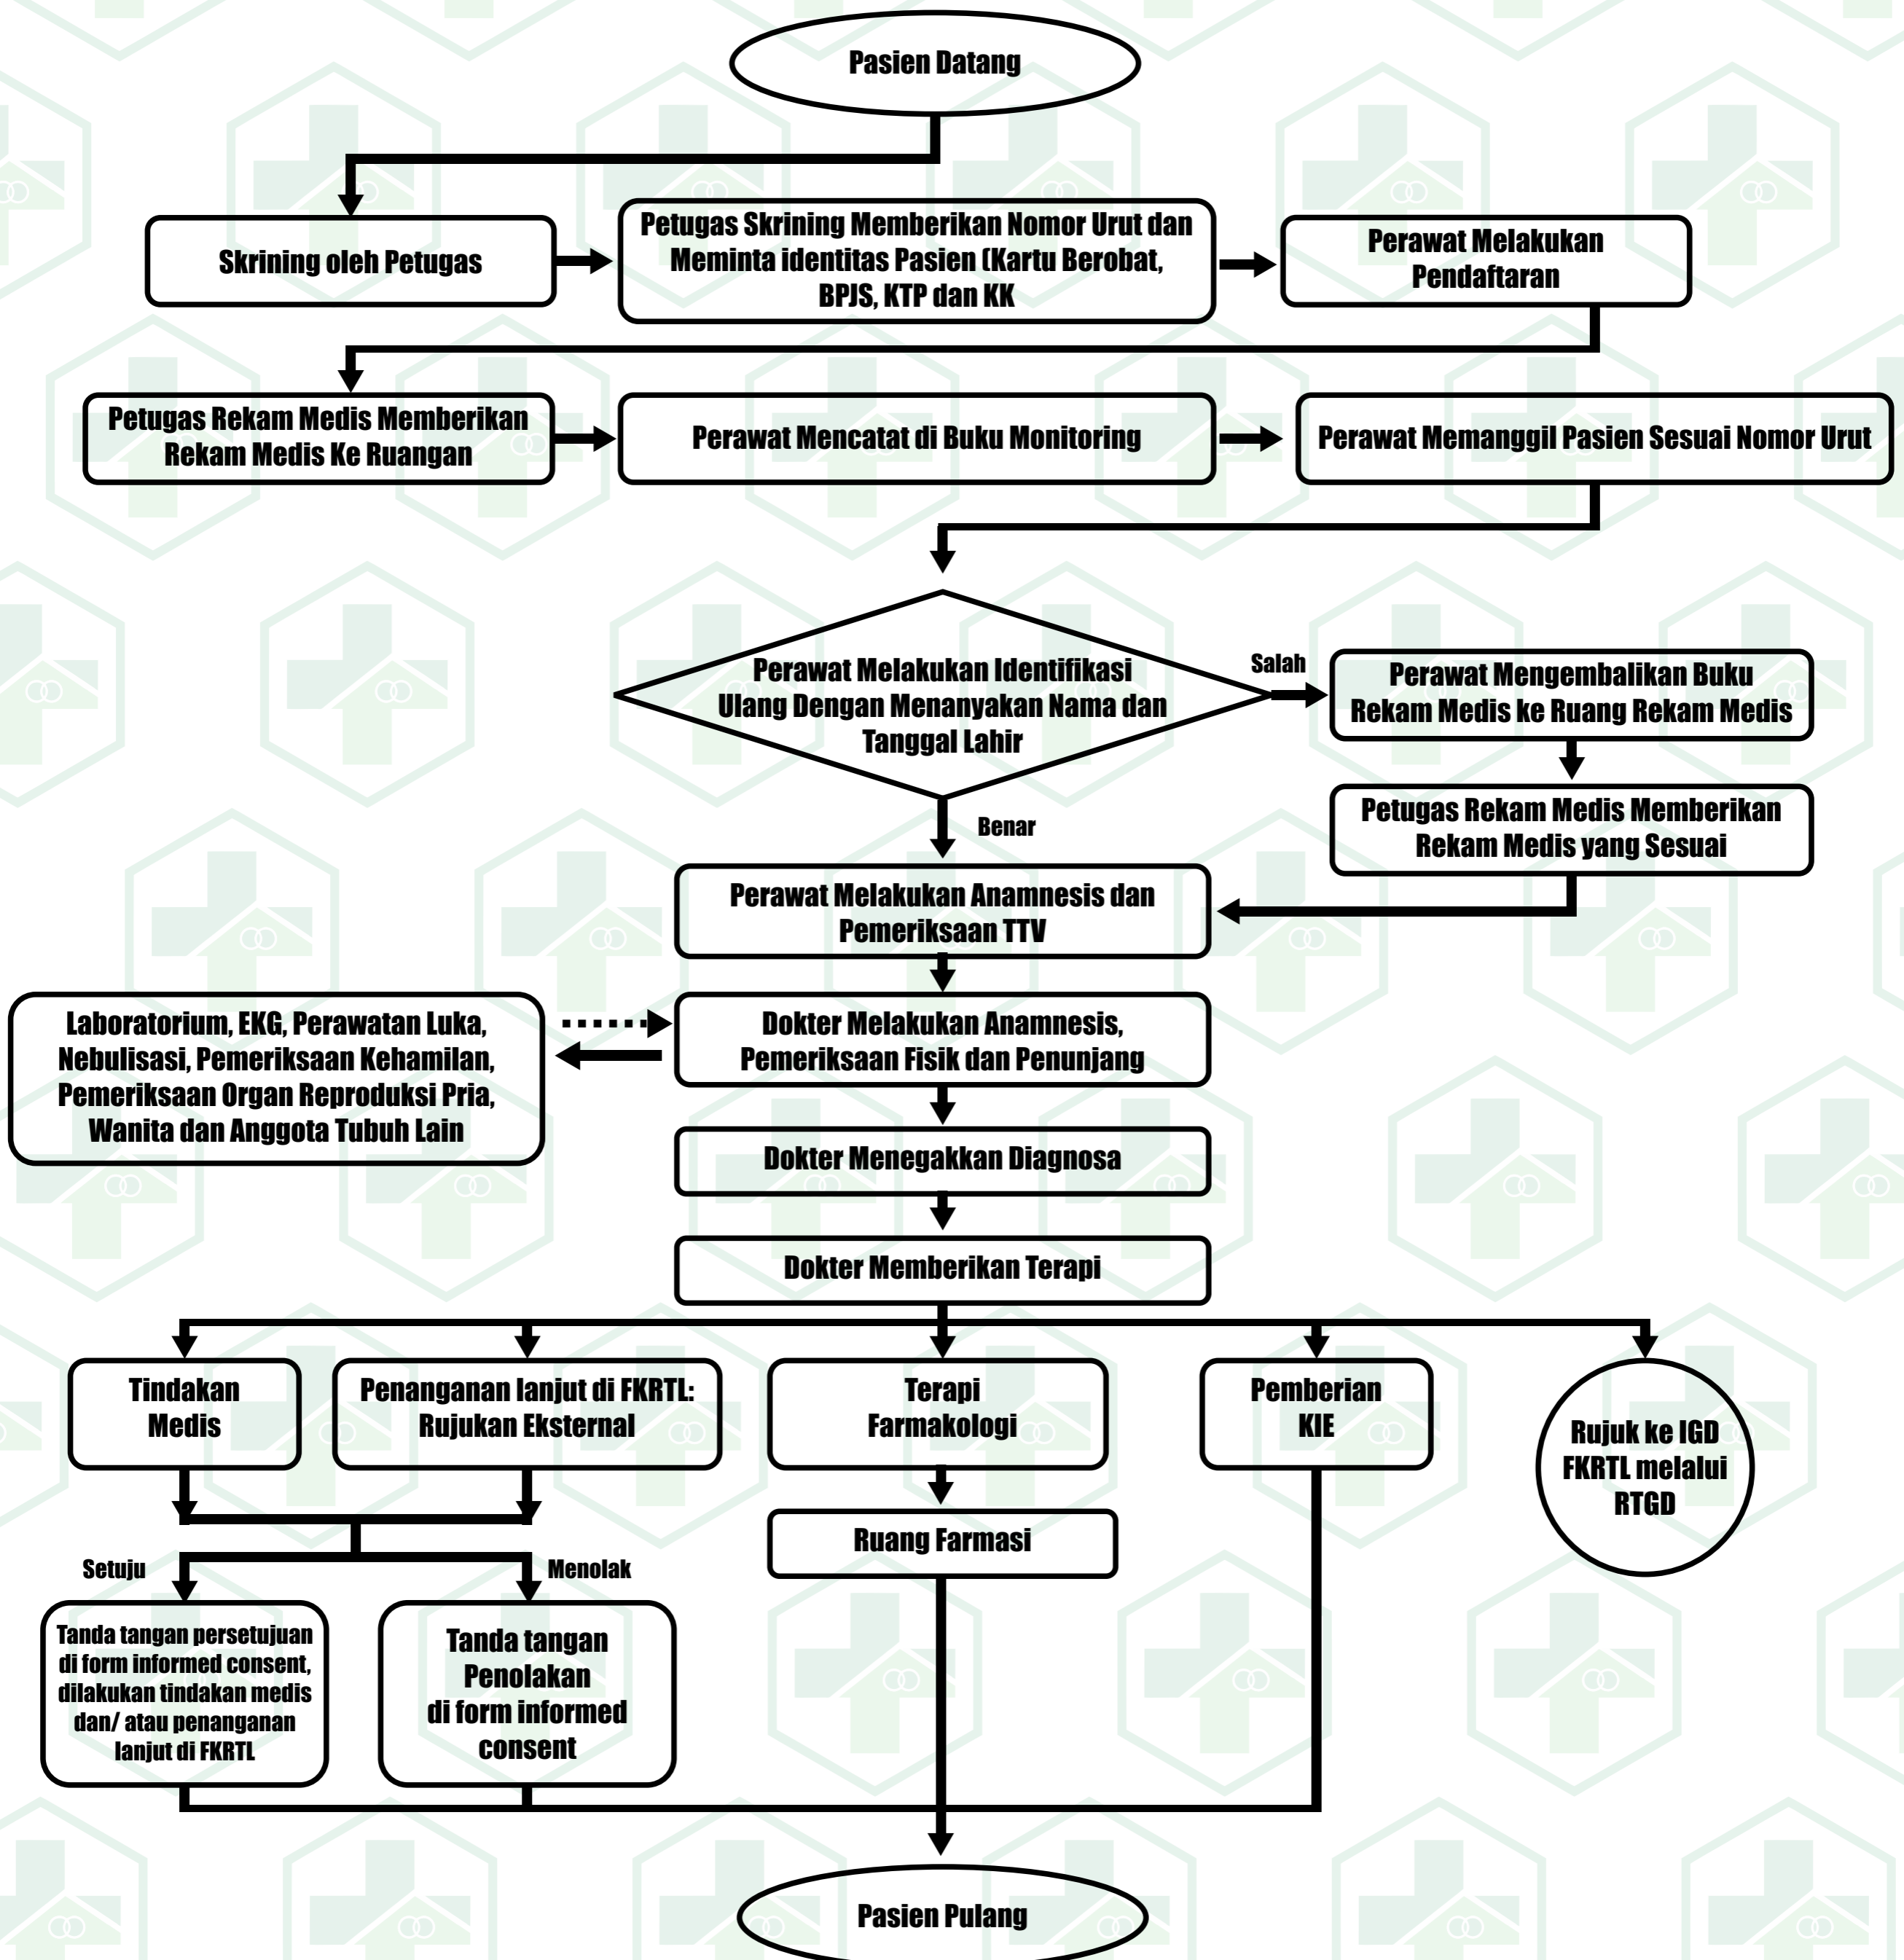 Pasien Datang
Skrining oleh Petugas
Petugas Skrining Memberikan Nomor Urut dan
Meminta identitas Pasien (Kartu Berobat,
BPJS, KTP dan KK
Perawat Melakukan
Pendaftaran
Petugas Rekam Medis Memberikan
Rekam Medis Ke Ruangan
Perawat Mencatat di Buku Monitoring
Perawat Memanggil Pasien Sesuai Nomor Urut
Perawat Melakukan Identifikasi
Ulang Dengan Menanyakan Nama dan
Tanggal Lahir
Salah
Perawat Mengembalikan Buku
Rekam Medis ke Ruang Rekam Medis
Petugas Rekam Medis Memberikan
Rekam Medis yang Sesuai
Benar
Perawat Melakukan Anamnesis dan
Pemeriksaan TTV
Laboratorium, EKG, Perawatan Luka,
Nebulisasi, Pemeriksaan Kehamilan,
Pemeriksaan Organ Reproduksi Pria,
Wanita dan Anggota Tubuh Lain
Dokter Melakukan Anamnesis,
Pemeriksaan Fisik dan Penunjang
Dokter Menegakkan Diagnosa
Dokter Memberikan Terapi
Tindakan
Medis
Penanganan lanjut di FKRTL:
Rujukan Eksternal
Terapi
Farmakologi
Pemberian
KIE
Rujuk ke IGD
FKRTL melalui
RTGD
Ruang Farmasi
Setuju
Menolak
Tanda tangan persetujuan
di form informed consent,
dilakukan tindakan medis
dan/ atau penanganan
lanjut di FKRTL
Tanda tangan
Penolakan
di form informed
consent
Pasien Pulang